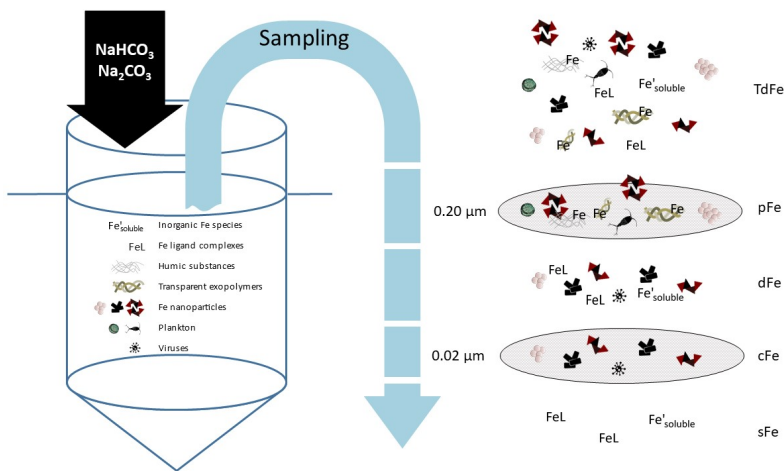 NaHCO₃
Na₂CO₃
Sampling
Fe'soluble Inorganic Fe species
FeL Fe ligand complexes
Humic substances
Transparent exopolymers
Fe nanoparticles
Plankton
Viruses
0.20 µm
0.02 µm
Fe
Fe
FeL
Fe'soluble
Fe
Fe
FeL
TdFe
Fe
Fe
Fe
pFe
FeL
FeL
Fe'soluble
dFe
cFe
FeL
FeL
Fe'soluble
sFe